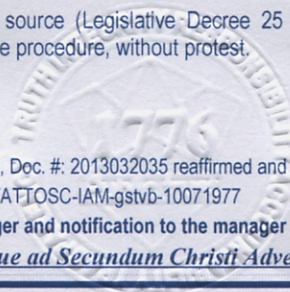 source (Legislative Decree 25
e procedure, without protest.
1776
, Doc. #: 2013032035 reaffirmed and
ATTOSC-IAM-gstvb-10071977
ger and notification to the manager
ue ad Secundum Christi Adve